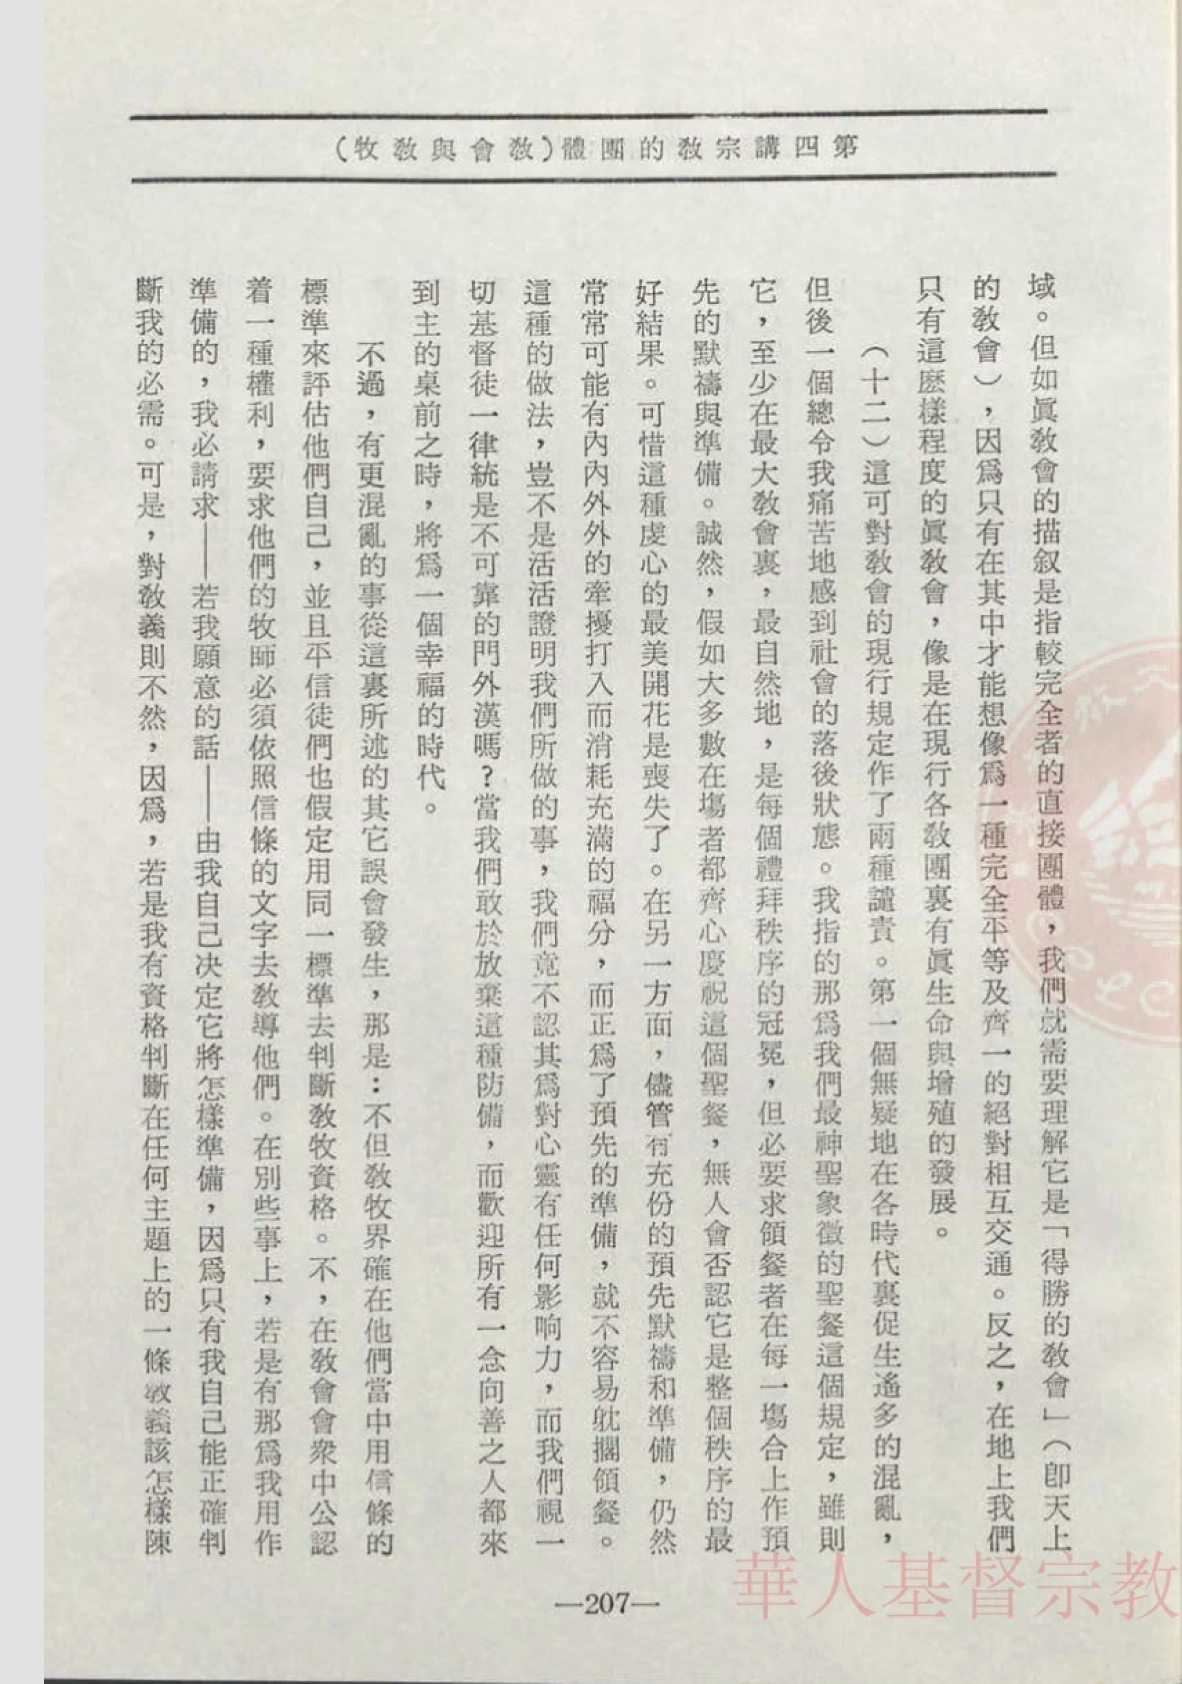 第四講宗教的團體(教會與教牧)
域。但如眞教會的描叙是指較完全者的直接團體，我們就需要理解它是「得勝的教會」（卽天上
的教會），因爲只有在其中才能想像爲一種完全平等及齊一的絕對相互交通。反之，在地上我們
只有這麽樣程度的眞教會，像是在現行各教團裏有眞生命與增殖的發展。
（十二）這可對教會的現行規定作了兩種譴責。第一個無疑地在各時代裏促生遙多的混亂，
但後一個總令我痛苦地感到社會的落後狀態。我指的那爲我們最神聖象徵的聖餐這個規定，雖則
它，至少在最大教會裏，最自然地，是每個禮拜秩序的冠冕，但必要求領餐者在每一塲合上作預
先的默禱與準備。誠然，假如大多數在塲者都齊心慶祝這個聖餐，無人會否認它是整個秩序的最
好結果。可惜這種虔心的最美開花是喪失了。在另一方面，儘管有充份的預先默禱和準備，仍然
常常可能有內內外外的牽擾打入而消耗充滿的福分，而正爲了預先的準備，就不容易躭擱領餐。
這種的做法，豈不是活活證明我們所做的事，我們竟不認其爲對心靈有任何影响力，而我們視一
切基督徒一律統是不可靠的門外漢嗎?當我們敢於放棄這種防備，而歡迎所有一念向善之人都來
到主的桌前之時，將爲一個幸福的時代。
不過，有更混亂的事從這裏所述的其它誤會發生，那是:不但教牧界確在他們當中用信條的
標準來評估他們自己，並且平信徒們也假定用同一標準去判斷教牧資格。不，在教會會衆中公認
着一種權利，要求他們的牧師必須依照信條的文字去教導他們。在別些事上，若是有那爲我用作
準備的，我必請求——若我願意的話——由我自己决定它將怎樣準備，因爲只有我自己能正確判
斷我的必需。可是，對教義則不然，因爲，若是我有資格判斷在任何主題上的一條教義該怎樣陳
—207—
華人基督宗教